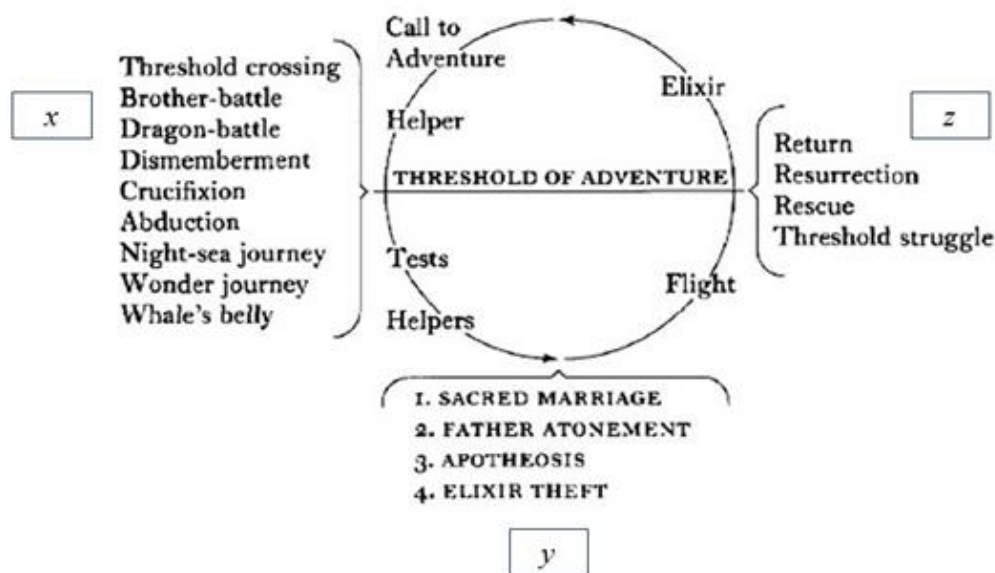 Call to
Adventure
Helper
Threshold crossing
Brother-battle
Dragon-battle
Dismemberment
Crucifixion
Abduction
Night-sea journey
Wonder journey
Whale's belly
x
THRESHOLD OF ADVENTURE
Tests
Helpers
1. SACRED MARRIAGE
2. FATHER ATONEMENT
3. APOTHEOSIS
4. ELIXIR THEFT
y
Flight
Elixir
Return
Resurrection
Rescue
Threshold struggle
z